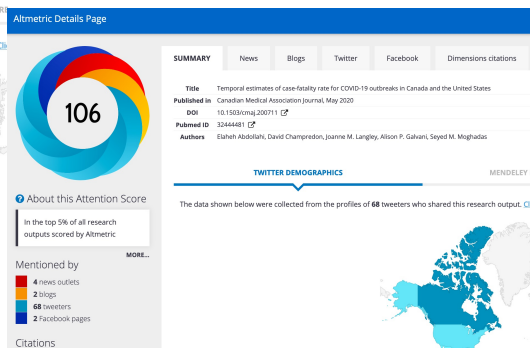 Altmetric Details Page
106
SUMMARY News Blogs Twitter Facebook Dimensions citations
Title Temporal estimates of case-fatality rate for COVID-19 outbreaks in Canada and the United States
Published in Canadian Medical Association Journal, May 2020
DOI 10.1503/cmaj.200711
Pubmed ID 32444481
Authors Elaheh Abdollahi, David Champredon, Joanne M. Langley, Alison P. Galvani, Seyed M. Moghadas
TWITTER DEMOGRAPHICS MENDELEY
The data shown below were collected from the profiles of 68 tweeters who shared this research output.
About this Attention Score
In the top 5% of all research
outputs scored by Altmetric
MORE...
Mentioned by
4 news outlets
2 blogs
68 tweeters
2 Facebook pages
Citations